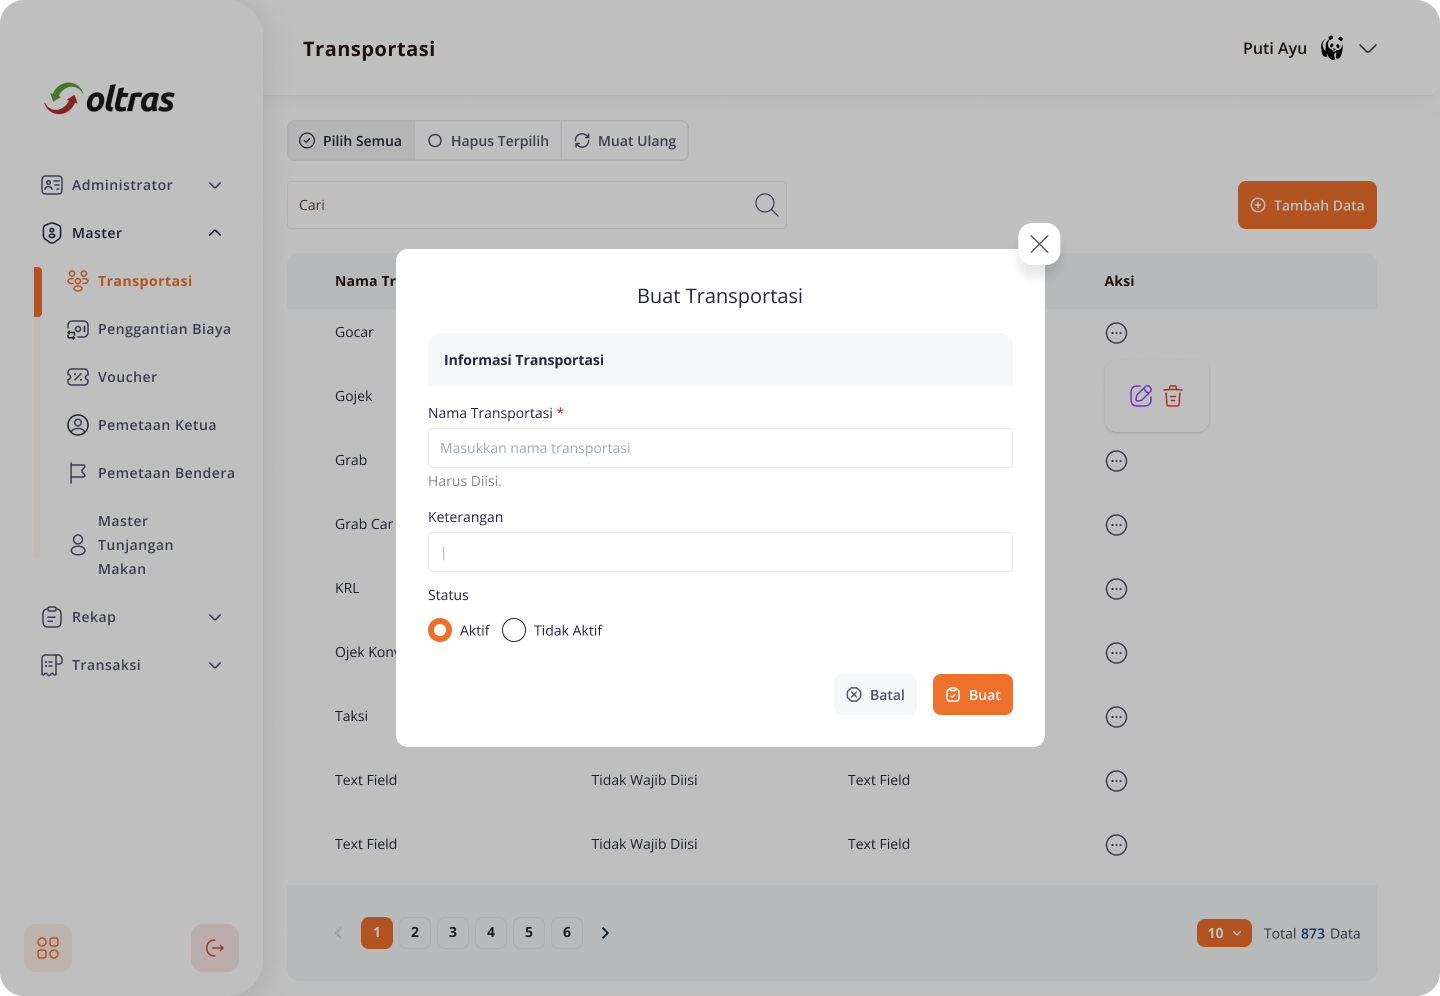 oltras
Administrator
Master
Transportasi
Penggantian Biaya
Voucher
Pemetaan Ketua
Pemetaan Bendera
Master
Tunjangan
Makan
Rekap
Transaksi
Transportasi
Puti Ayu
Pilih Semua
Hapus Terpilih
Muat Ulang
Cari
Tambah Data
Nama Tr
Aksi
Gocar
Gojek
Grab
Grab Car
KRL
Ojek Konv
Taksi
Text Field Tidak Wajib Diisi Text Field
Text Field Tidak Wajib Diisi Text Field
1 2 3 4 5 6
10
Total 873 Data
Buat Transportasi
Informasi Transportasi
Nama Transportasi *
Masukkan nama transportasi
Harus Diisi.
Keterangan
|
Status
Aktif Tidak Aktif
Batal
Buat